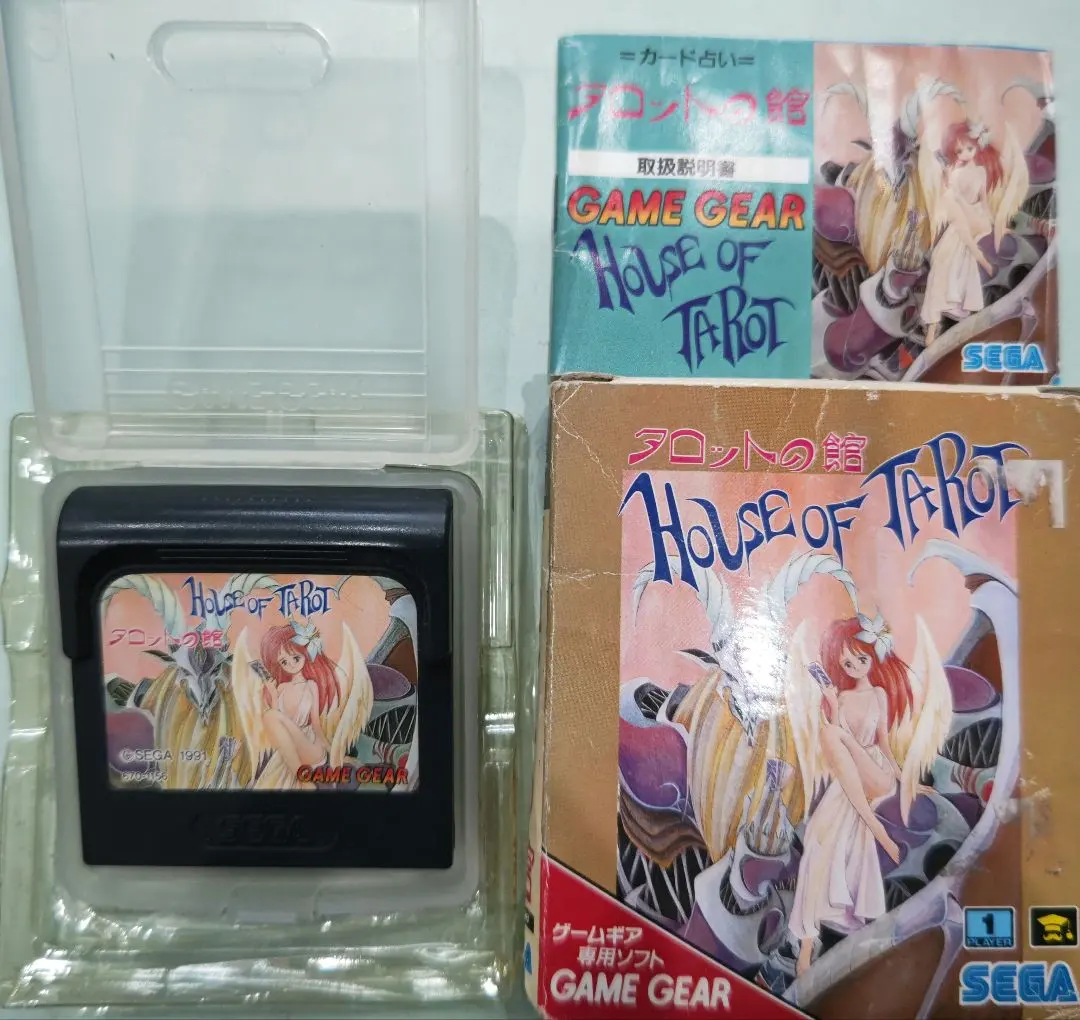 =カード占い=
タロットの館
取扱説明書
GAME GEAR
HOUSE OF
TAROT
SEGA
タロットの館
HOUSE OF TAROT
ゲームギア
専用ソフト
GAME GEAR
1
PLAYER
SEGA
HOUSE OF TAROT
タロットの館
©SEGA 1991
670-1156
GAME GEAR
SEGA